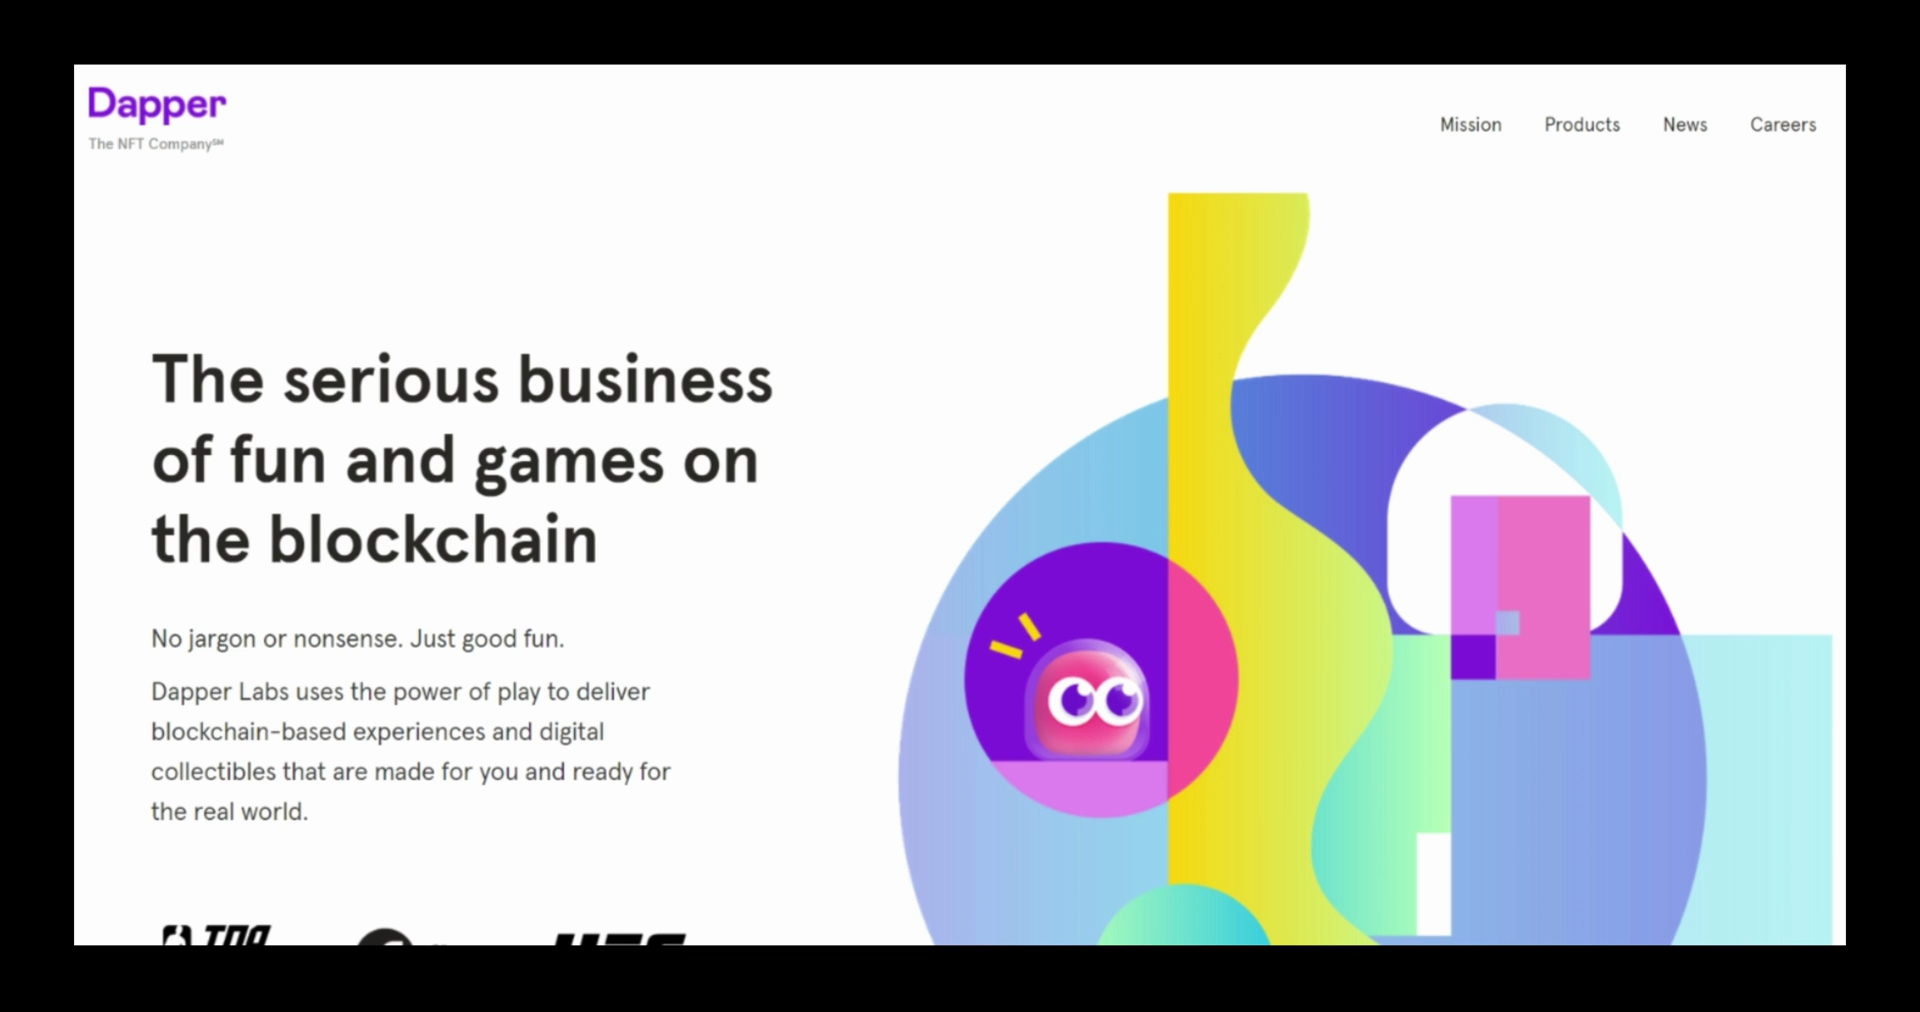 Dapper
The NFT Company℠
Mission Products News Careers
The serious business
of fun and games on
the blockchain
No jargon or nonsense. Just good fun.
Dapper Labs uses the power of play to deliver
blockchain-based experiences and digital
collectibles that are made for you and ready for
the real world.